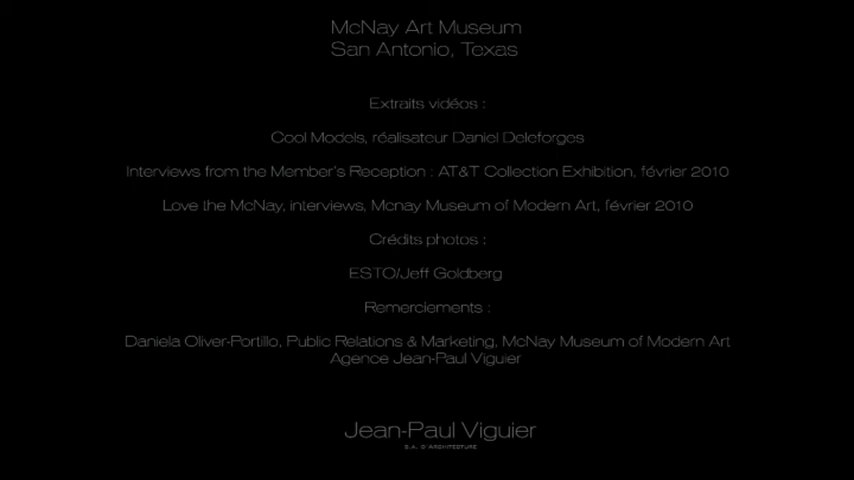 McNay Art Museum
San Antonio, Texas
Extraits vidéos :
Cool Models, réalisateur Daniel Deleforges
Interviews from the Member's Reception : AT&T Collection Exhibition, février 2010
Love the McNay, interviews, Mcnay Museum of Modern Art, février 2010
Crédits photos :
ESTO/Jeff Goldberg
Remerciements :
Daniela Oliver-Portillo, Public Relations & Marketing, McNay Museum of Modern Art
Agence Jean-Paul Viguier
Jean-Paul Viguier
S.A. D'ARCHITECTURE